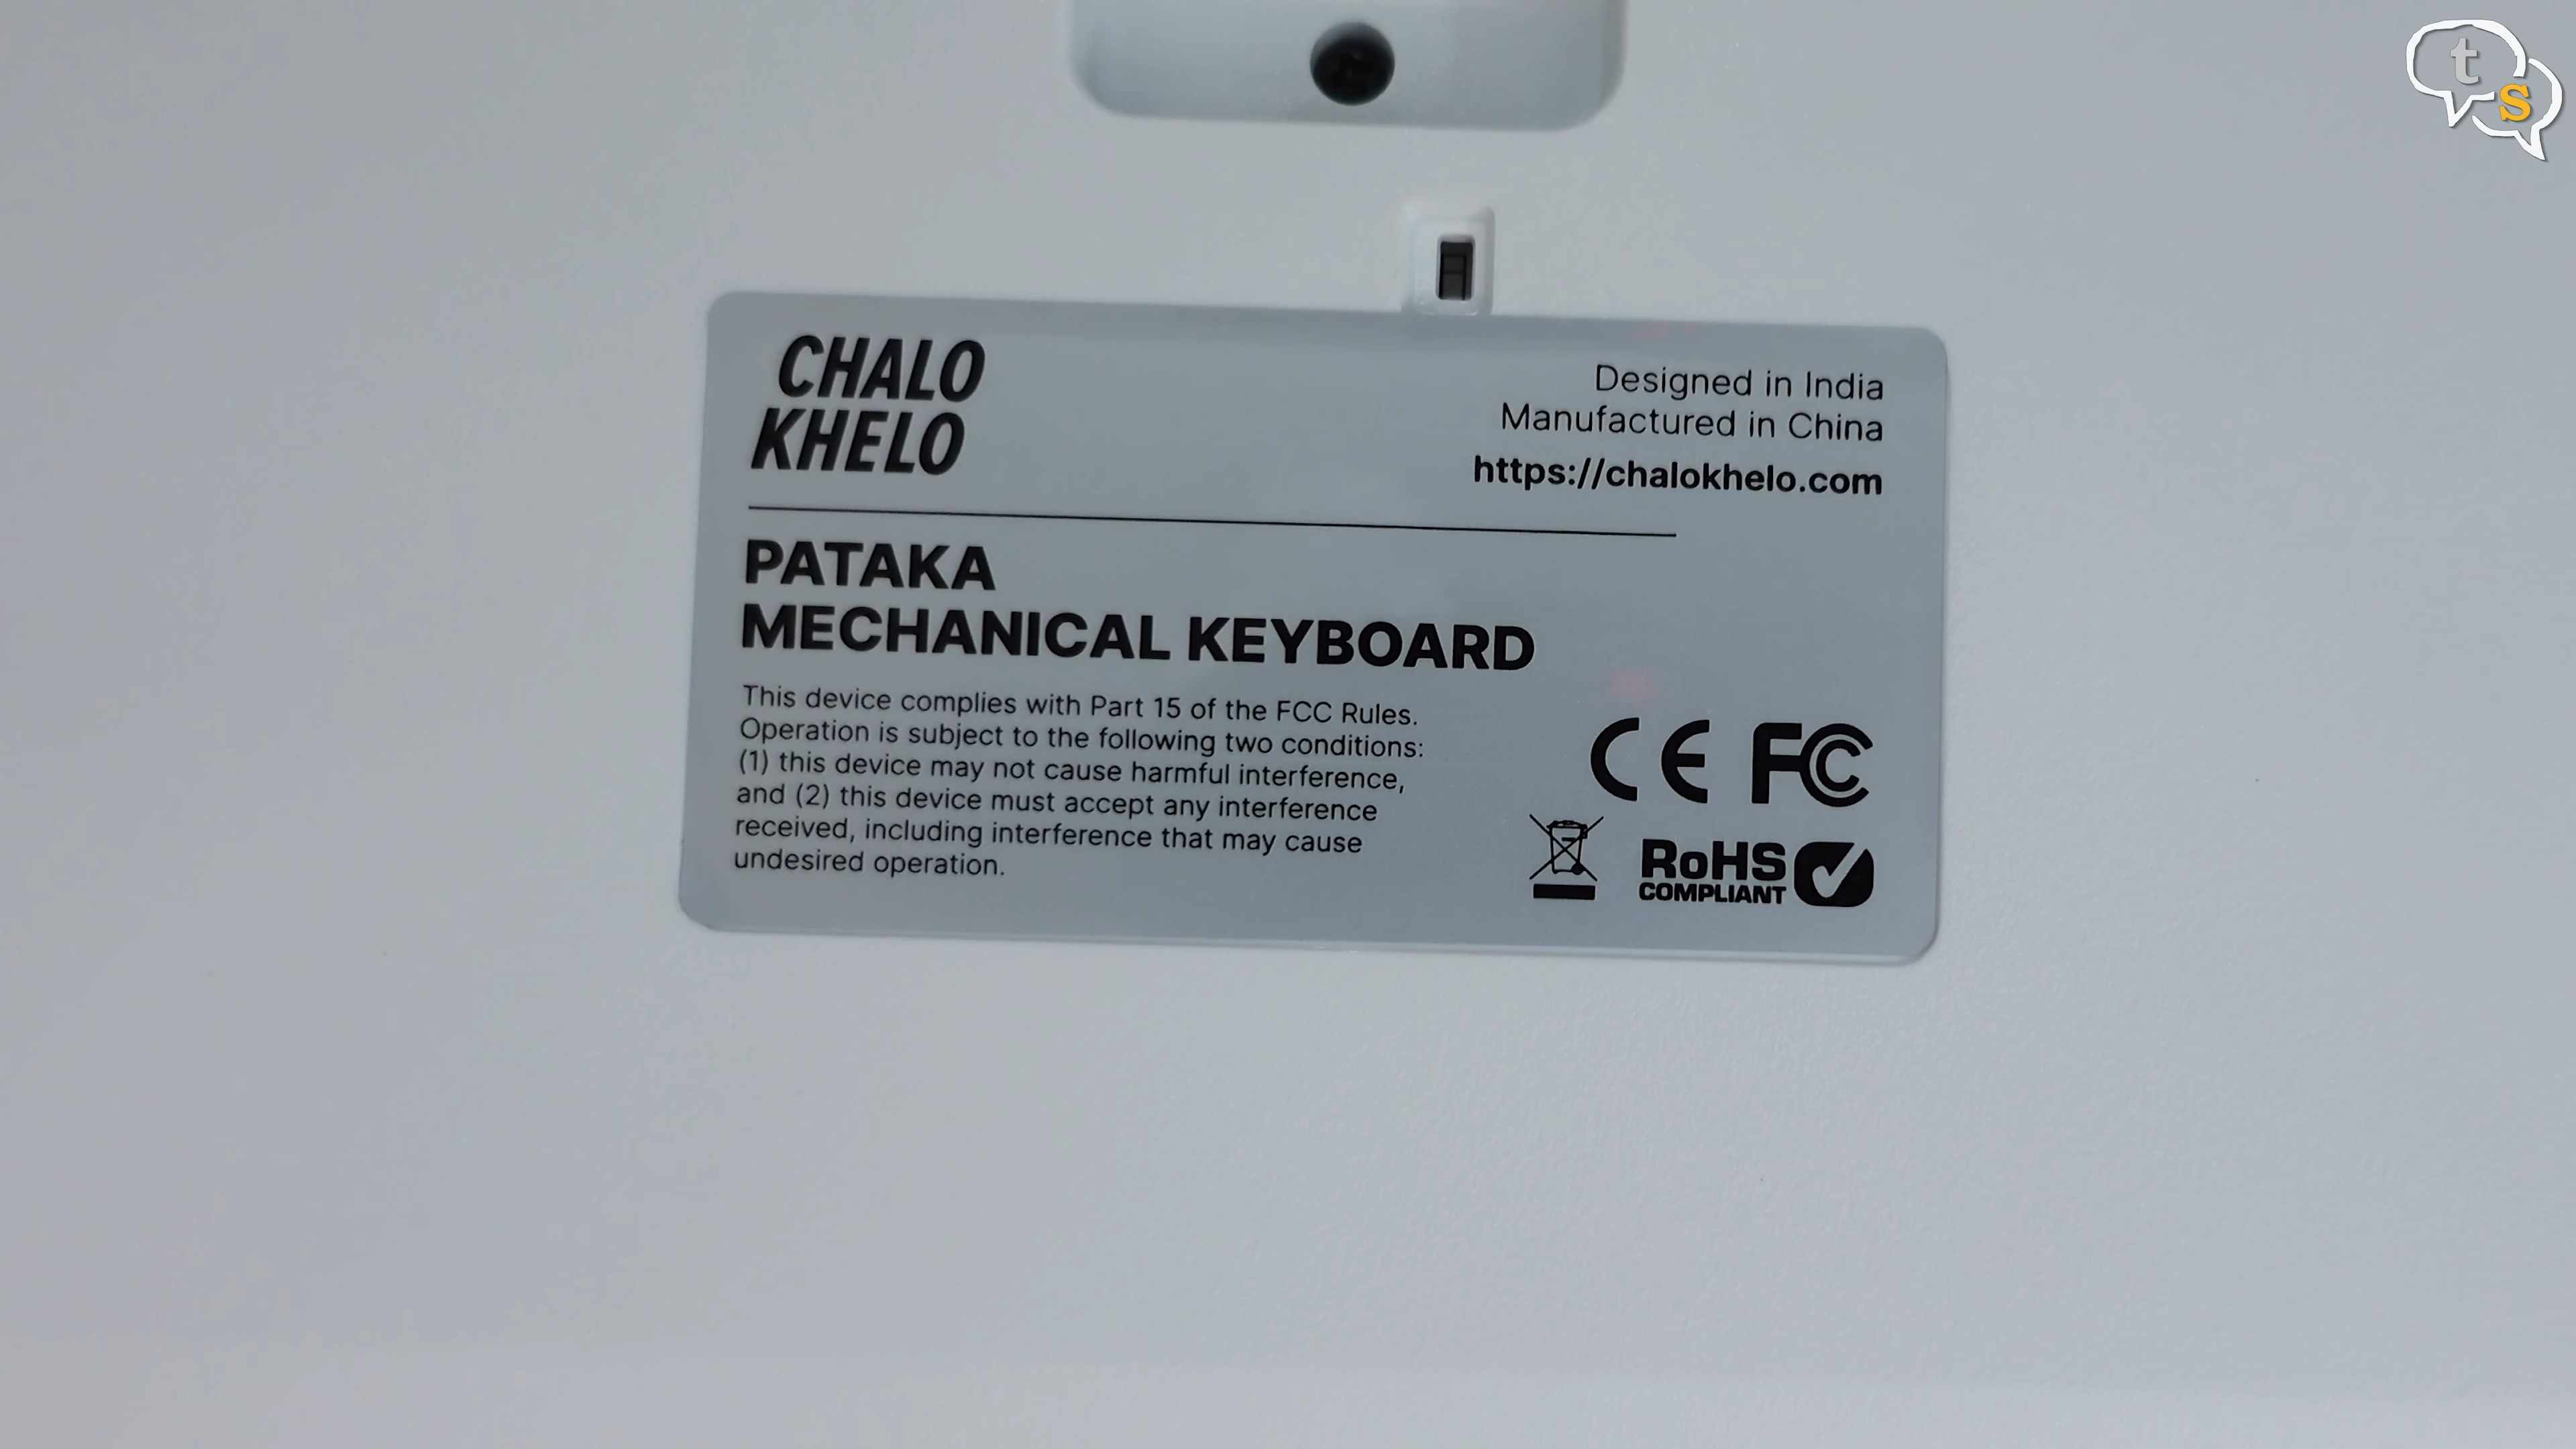 t
s
CHALO
KHELO
Designed in India
Manufactured in China
https://chalokhelo.com
PATAKA
MECHANICAL KEYBOARD
This device complies with Part 15 of the FCC Rules.
Operation is subject to the following two conditions:
(1) this device may not cause harmful interference,
and (2) this device must accept any interference
received, including interference that may cause
undesired operation.
CE FC
RoHS
COMPLIANT